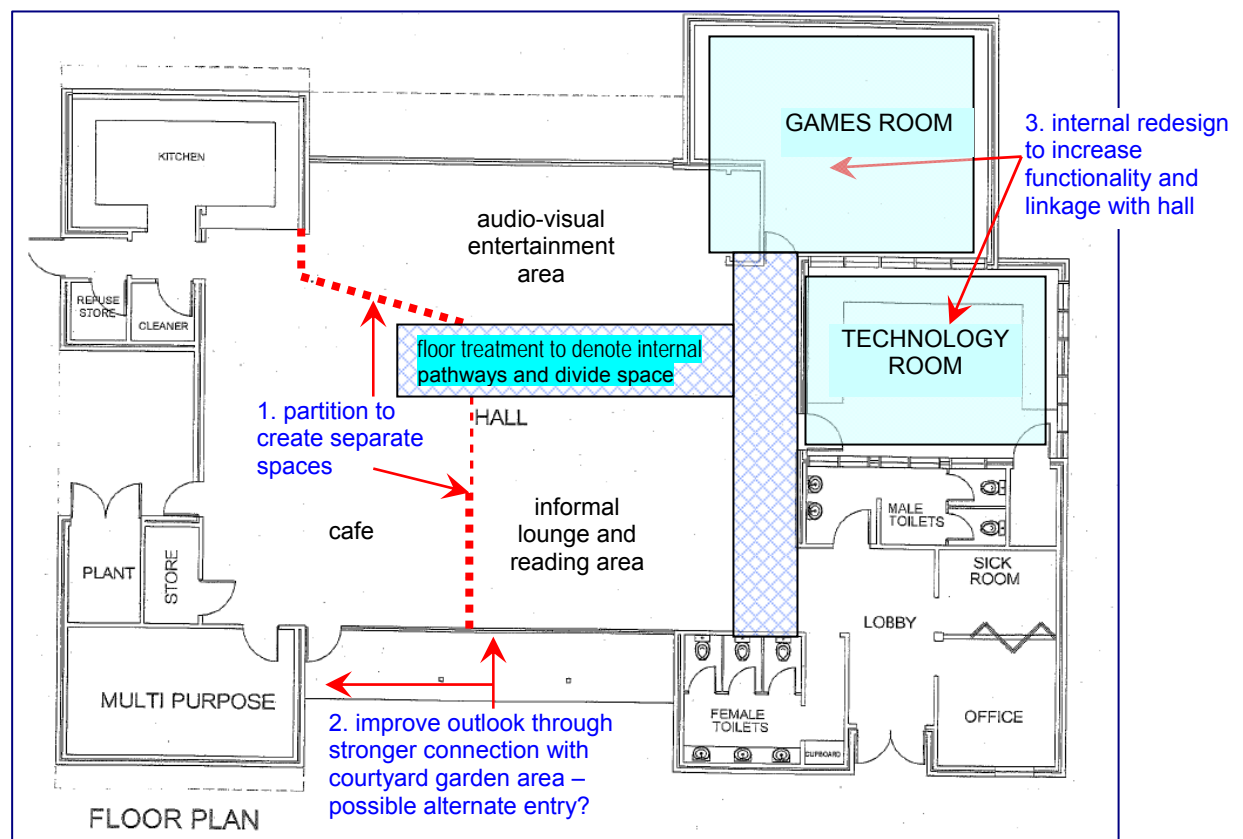 GAMES ROOM
3. internal redesign
to increase
functionality and
linkage with hall
KITCHEN
audio-visual
entertainment
area
REFUSE
STORE
CLEANER
floor treatment to denote internal
pathways and divide space
TECHNOLOGY
ROOM
1. partition to
create separate
spaces
HALL
cafe
informal
lounge and
reading area
MALE
TOILETS
PLANT
STORE
SICK
ROOM
LOBBY
MULTI PURPOSE
FEMALE
TOILETS
OFFICE
CUPBOARD
2. improve outlook through
stronger connection with
courtyard garden area –
possible alternate entry?
FLOOR PLAN